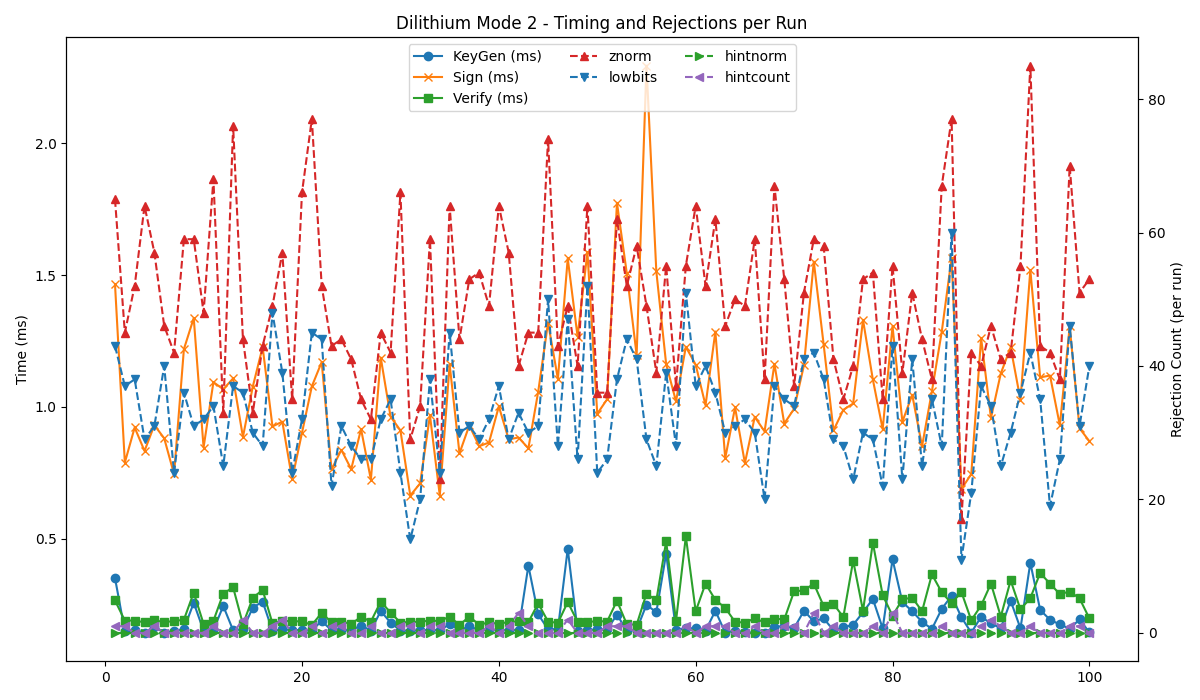 Dilithium Mode 2 - Timing and Rejections per Run
KeyGen (ms)
Sign (ms)
Verify (ms)
znorm
lowbits
hintnorm
hintcount
Time (ms)
2.0
1.5
1.0
0.5
80
60
40
20
0
Rejection Count (per run)
0
20
40
60
80
100